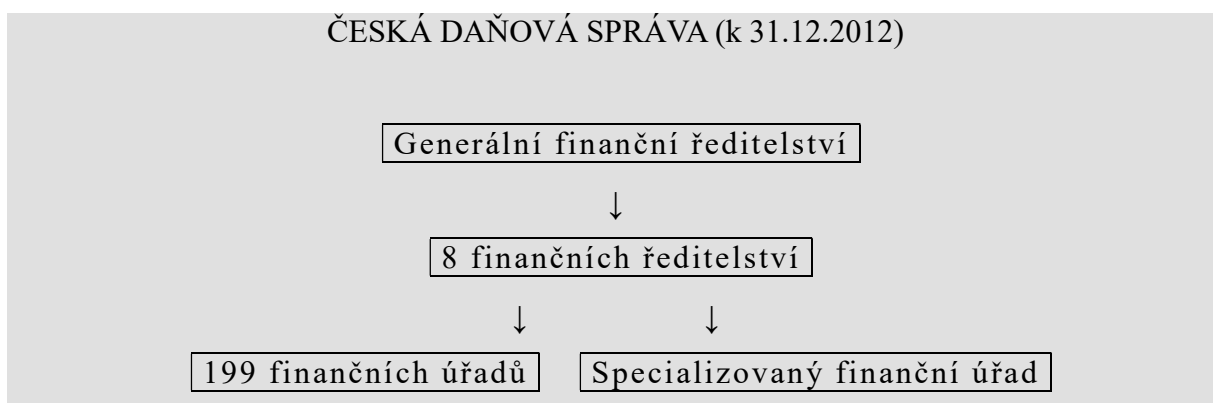 ČESKÁ DAŇOVÁ SPRÁVA (k 31.12.2012)
Generální finanční ředitelství
↓
8 finančních ředitelství
↓ ↓
199 finančních úřadů Specializovaný finanční úřad